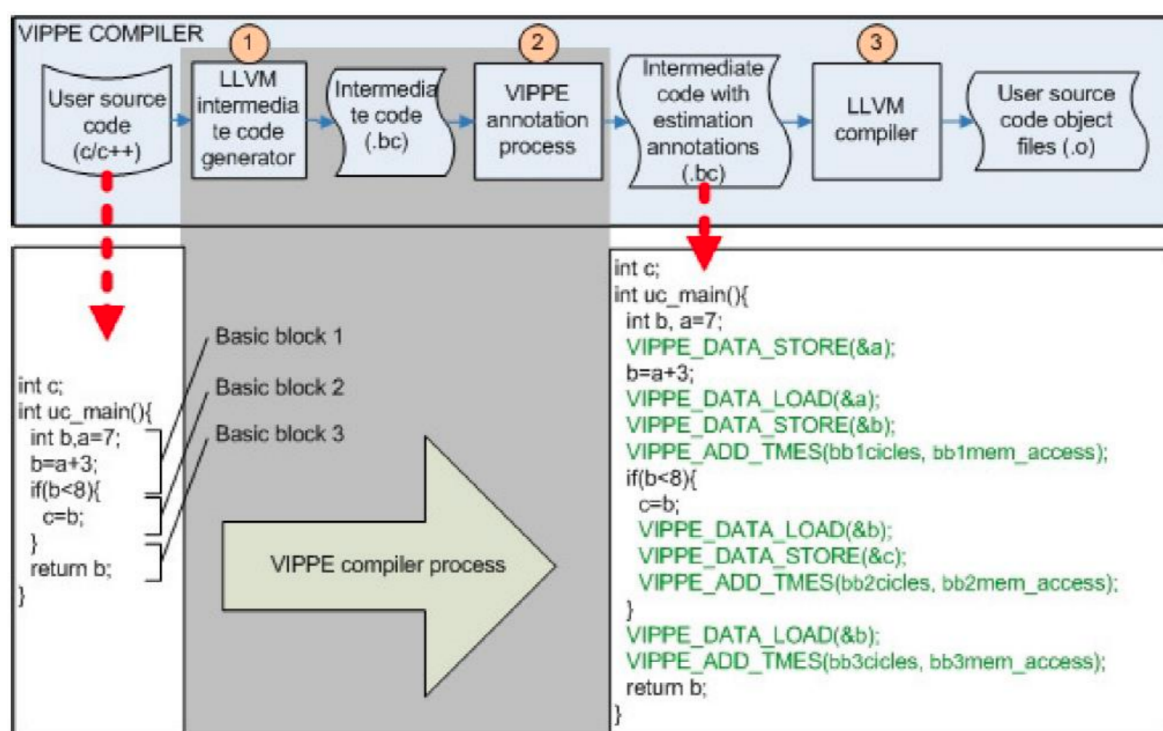 VIPPE COMPILER
1
2
3
User source
code
(c/c++)
LLVM
intermedia
te code
generator
Intermedia
te code
(.bc)
VIPPE
annotation
process
Intermediate
code with
estimation
annotations
(.bc)
LLVM
compiler
User source
code object
files (.o)
int c;
int uc_main(){
int b,a=7;
b=a+3;
if(b<8){
c=b;
}
return b;
}
Basic block 1
Basic block 2
Basic block 3
VIPPE compiler process
int c;
int uc_main(){
int b, a=7;
VIPPE_DATA_STORE(&a);
b=a+3;
VIPPE_DATA_LOAD(&a);
VIPPE_DATA_STORE(&b);
VIPPE_ADD_TMES(bb1cicles, bb1mem_access);
if(b<8){
c=b;
VIPPE_DATA_LOAD(&b);
VIPPE_DATA_STORE(&c);
VIPPE_ADD_TMES(bb2cicles, bb2mem_access);
}
VIPPE_DATA_LOAD(&b);
VIPPE_ADD_TMES(bb3cicles, bb3mem_access);
return b;
}